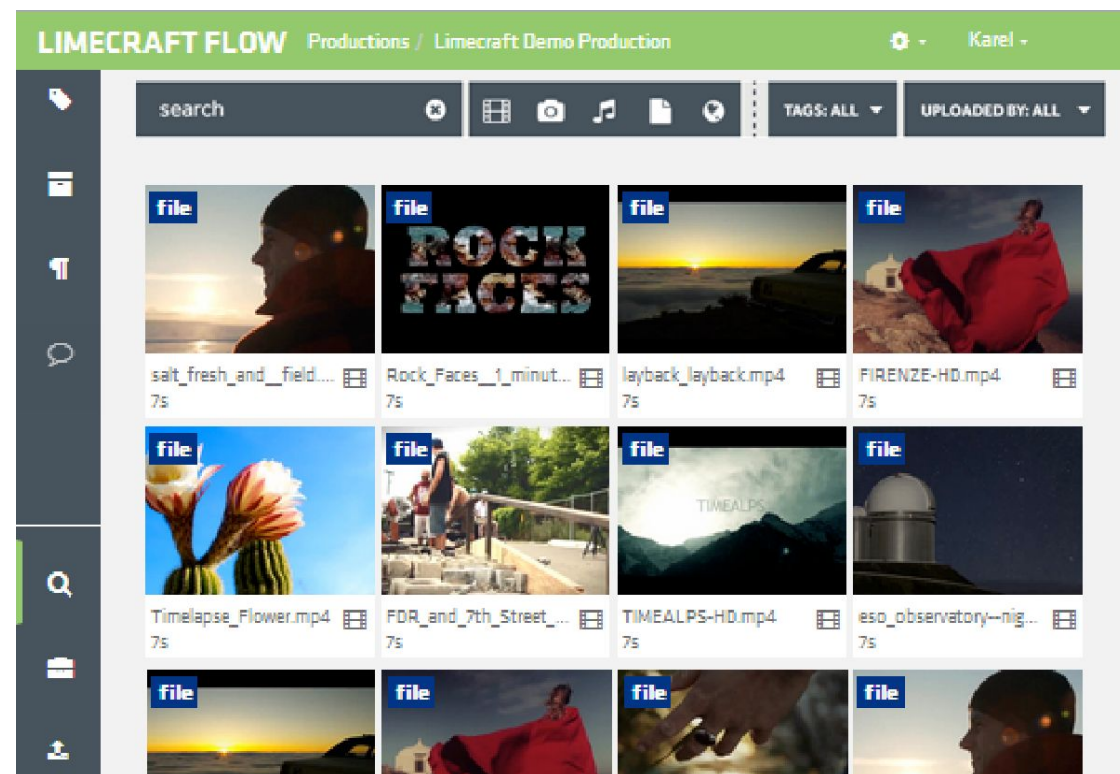 LIMECRAFT FLOW Productions / Limecraft Demo Production Karel
search TAGS: ALL UPLOADED BY: ALL
file file file file
ROCK
FACES
salt_fresh_and__field.... Rock_Faces__1_minut... layback_layback.mp4 FIRENZE-HD.mp4
7s 7s 7s 7s
file file file file
TIMEALPS
Timelapse_Flower.mp4 FDR_and_7th_Street_... TIMEALPS-HD.mp4 eso_observatory--nig...
7s 7s 7s 7s
file file file file